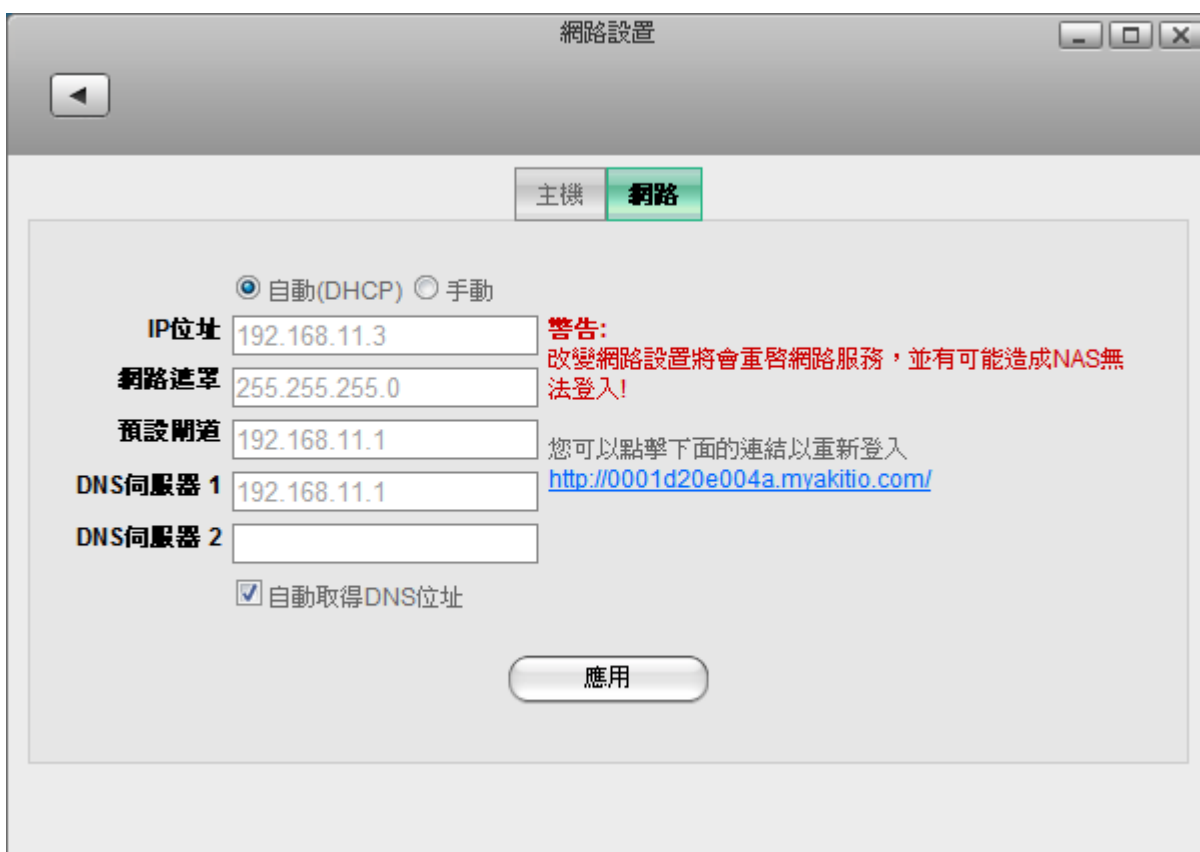 網路設置
主機 網路
自動(DHCP) 手動
IP位址 192.168.11.3
網路遮罩 255.255.255.0
預設閘道 192.168.11.1
DNS伺服器 1 192.168.11.1
DNS伺服器 2
自動取得DNS位址
警告:
改變網路設置將會重啓網路服務，並有可能造成NAS無
法登入!
您可以點擊下面的連結以重新登入
http://0001d20e004a.myakitio.com/
應用